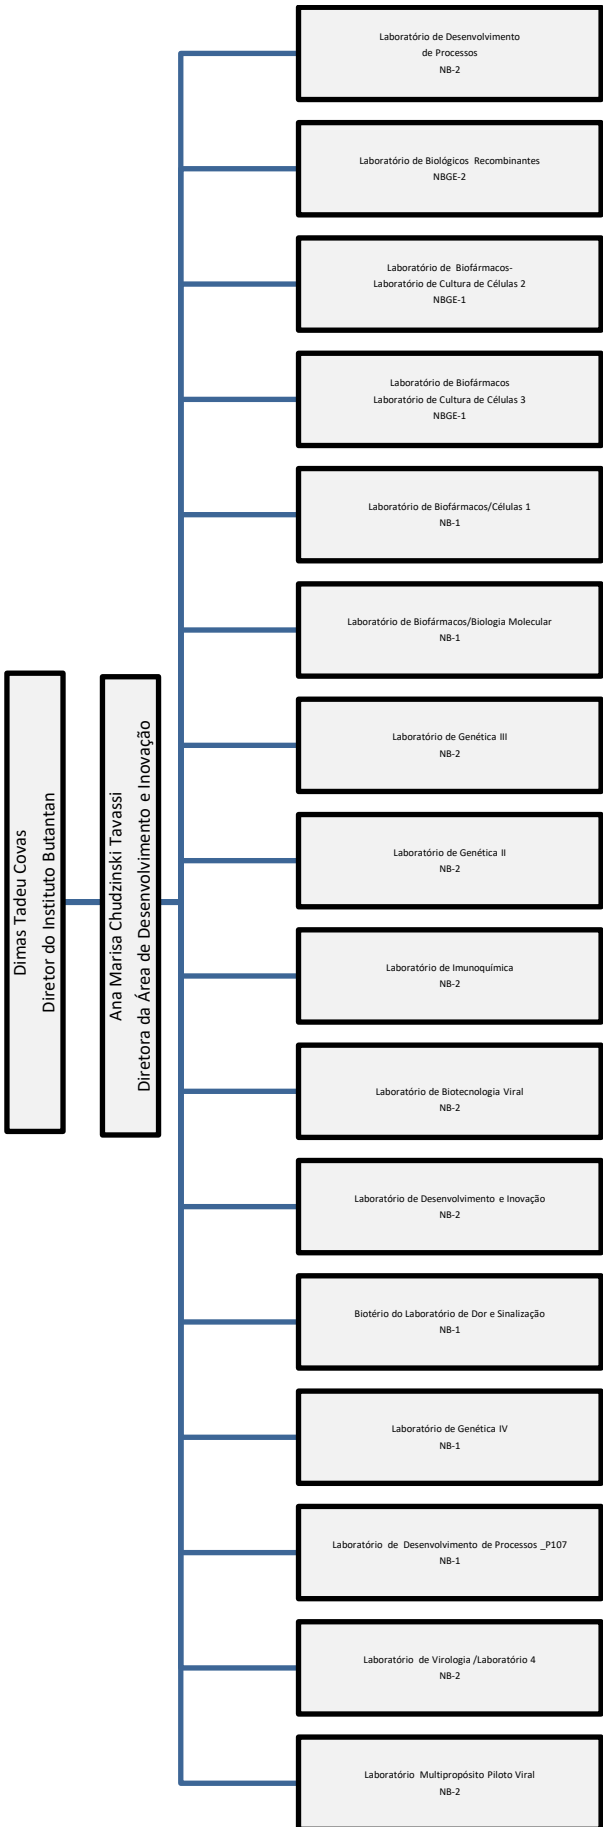 Dimas Tadeu Covas
Diretor do Instituto Butantan
Ana Marisa Chudzinski Tavassi
Diretora da Área de Desenvolvimento e Inovação
Laboratório de Desenvolvimento
de Processos
NB-2
Laboratório de Biológicos Recombinantes
NBGE-2
Laboratório de Biofármacos-
Laboratório de Cultura de Células 2
NBGE-1
Laboratório de Biofármacos
Laboratório de Cultura de Células 3
NBGE-1
Laboratório de Biofármacos/Células 1
NB-1
Laboratório de Biofármacos/Biologia Molecular
NB-1
Laboratório de Genética III
NB-2
Laboratório de Genética II
NB-2
Laboratório de Imunoquímica
NB-2
Laboratório de Biotecnologia Viral
NB-2
Laboratório de Desenvolvimento e Inovação
NB-2
Biotério do Laboratório de Dor e Sinalização
NB-1
Laboratório de Genética IV
NB-1
Laboratório de Desenvolvimento de Processos _P107
NB-1
Laboratório de Virologia /Laboratório 4
NB-2
Laboratório Multipropósito Piloto Viral
NB-2